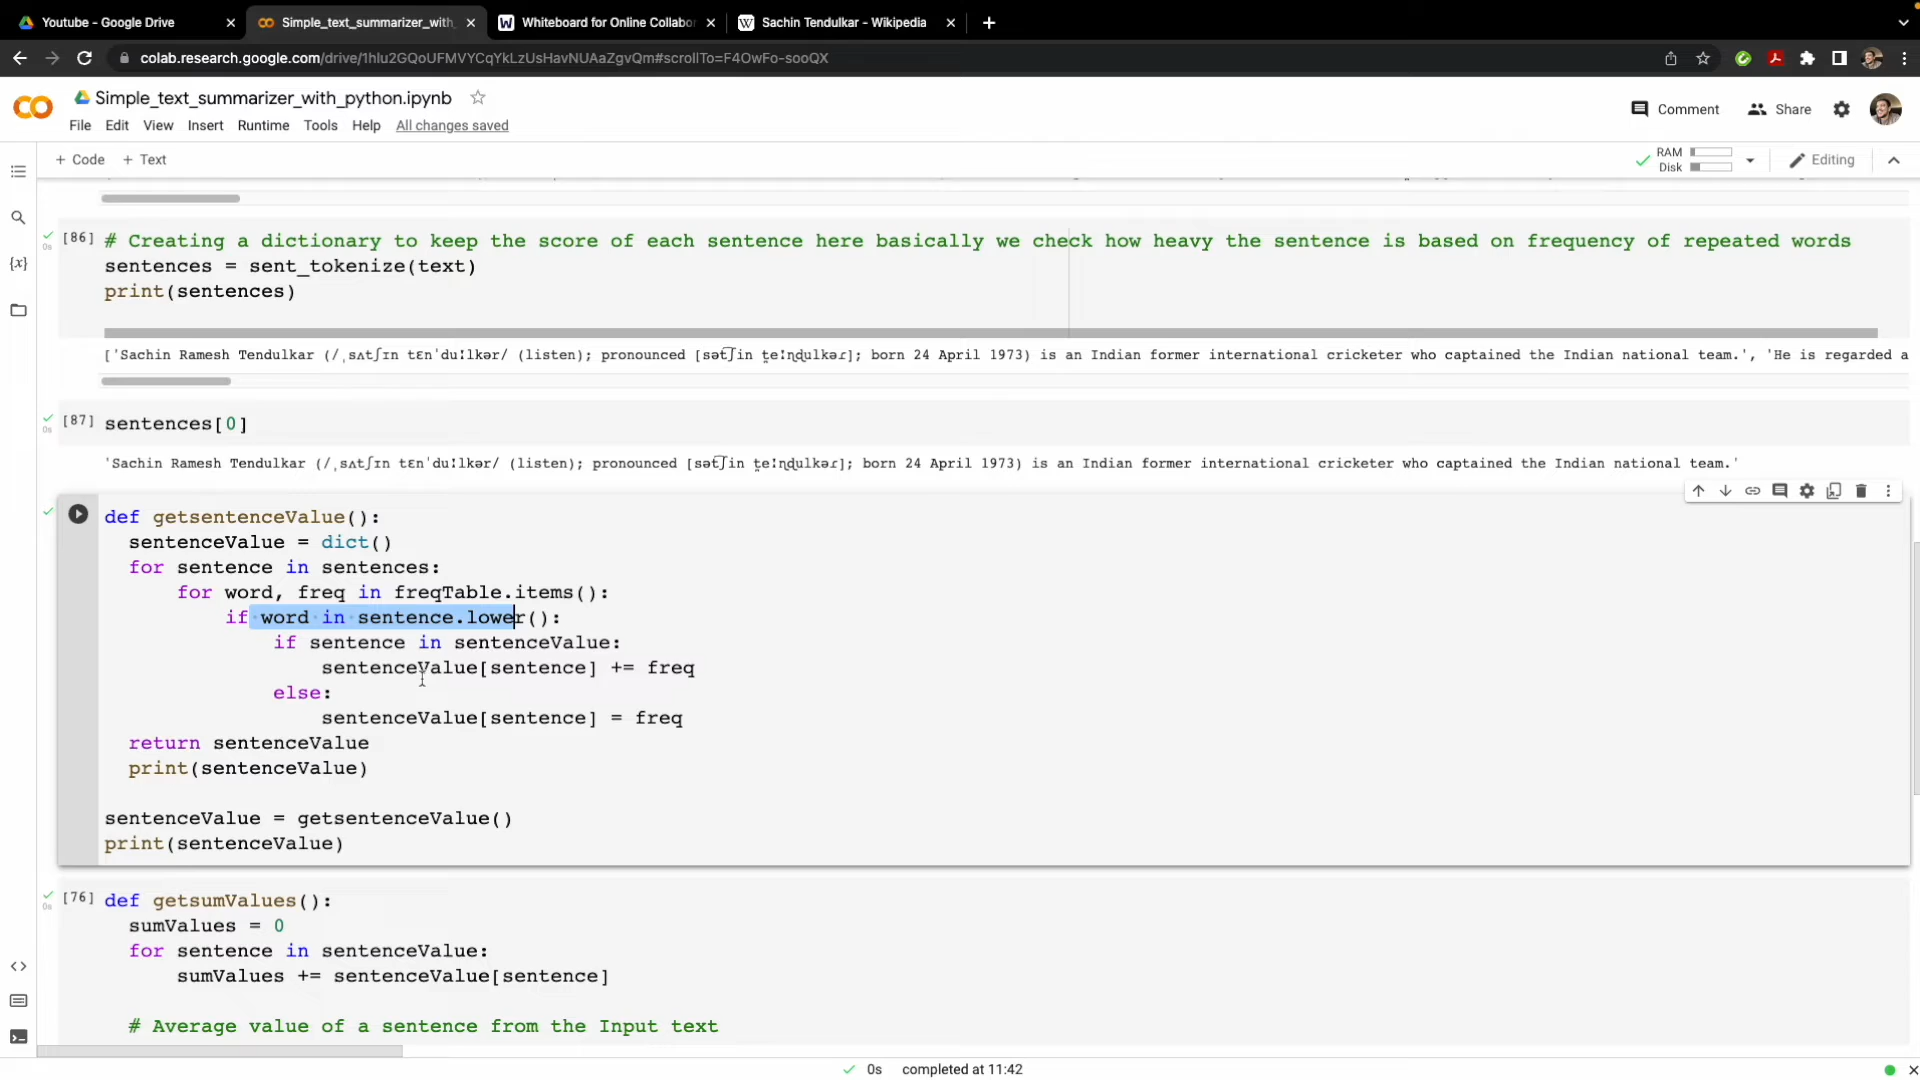 Youtube - Google Drive
Simple_text_summarizer_with_
Whiteboard for Online Collabor
Sachin Tendulkar - Wikipedia
colab.research.google.com/drive/1hlu2GQoUFMVYCqYkLzUsHavNUAaZgvQm#scrollTo=F4OwFo-sooQX
Simple_text_summarizer_with_python.ipynb
Comment
Share
File Edit View Insert Runtime Tools Help All changes saved
+ Code + Text
RAM
Disk
Editing
[86] # Creating a dictionary to keep the score of each sentence here basically we check how heavy the sentence is based on frequency of repeated words
sentences = sent_tokenize(text)
print(sentences)
['Sachin Ramesh Tendulkar (/ˌsʌtʃɪn tɛnˈduːlkər/ (listen); pronounced [sət͡ʃin t̪eːɳɖulkəɾ]; born 24 April 1973) is an Indian former international cricketer who captained the Indian national team.', 'He is regarded a
[87] sentences[0]
'Sachin Ramesh Tendulkar (/ˌsʌtʃɪn tɛnˈduːlkər/ (listen); pronounced [sət͡ʃin t̪eːɳɖulkəɾ]; born 24 April 1973) is an Indian former international cricketer who captained the Indian national team.'
def getsentenceValue():
sentenceValue = dict()
for sentence in sentences:
for word, freq in freqTable.items():
if word in sentence.lower():
if sentence in sentenceValue:
sentenceValue[sentence] += freq
else:
sentenceValue[sentence] = freq
return sentenceValue
print(sentenceValue)
sentenceValue = getsentenceValue()
print(sentenceValue)
[76] def getsumValues():
sumValues = 0
for sentence in sentenceValue:
sumValues += sentenceValue[sentence]
# Average value of a sentence from the Input text
0s completed at 11:42